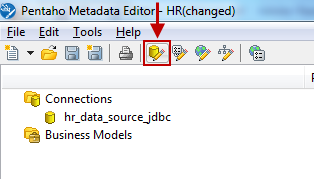 Pentaho Metadata Editor - HR(changed)
File Edit Tools Help
Connections
hr_data_source_jdbc
Business Models